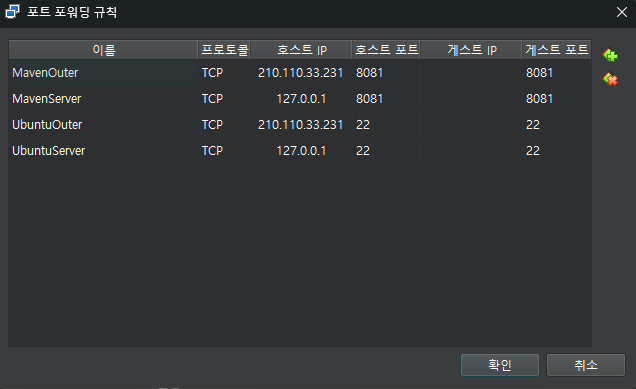 포트 포워딩 규칙
이름 프로토콜 호스트 IP 호스트 포트 게스트 IP 게스트 포트
MavenOuter TCP 210.110.33.231 8081 8081
MavenServer TCP 127.0.0.1 8081 8081
UbuntuOuter TCP 210.110.33.231 22 22
UbuntuServer TCP 127.0.0.1 22 22
확인 취소